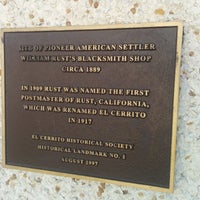 SITE OF PIONEER AMERICAN SETTLER
WILLIAM RUST'S BLACKSMITH SHOP
CIRCA 1889
IN 1909 RUST WAS NAMED THE FIRST
POSTMASTER OF RUST, CALIFORNIA,
WHICH WAS RENAMED EL CERRITO
IN 1917
EL CERRITO HISTORICAL SOCIETY
HISTORICAL LANDMARK NO. 1
AUGUST 1997